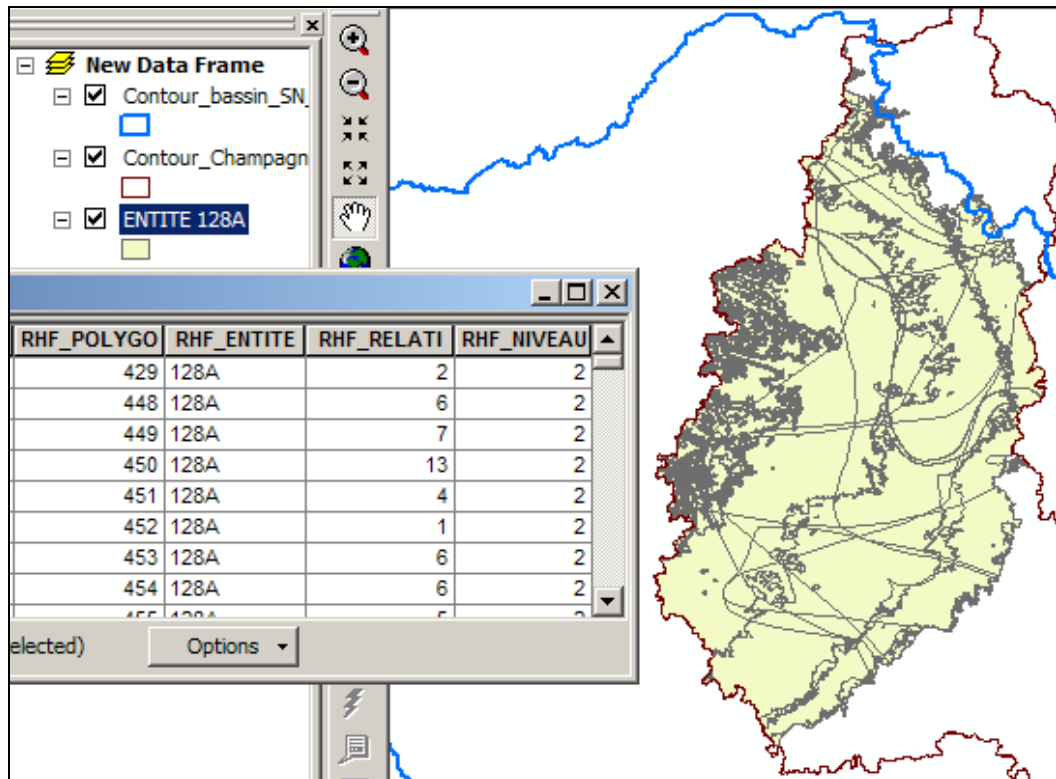 New Data Frame
Contour_bassin_SN_
Contour_Champagn
ENTITE 128A
RHF_POLYGO RHF_ENTITE RHF_RELATI RHF_NIVEAU
429 128A 2 2
448 128A 6 2
449 128A 7 2
450 128A 13 2
451 128A 4 2
452 128A 1 2
453 128A 6 2
454 128A 6 2
elected) Options